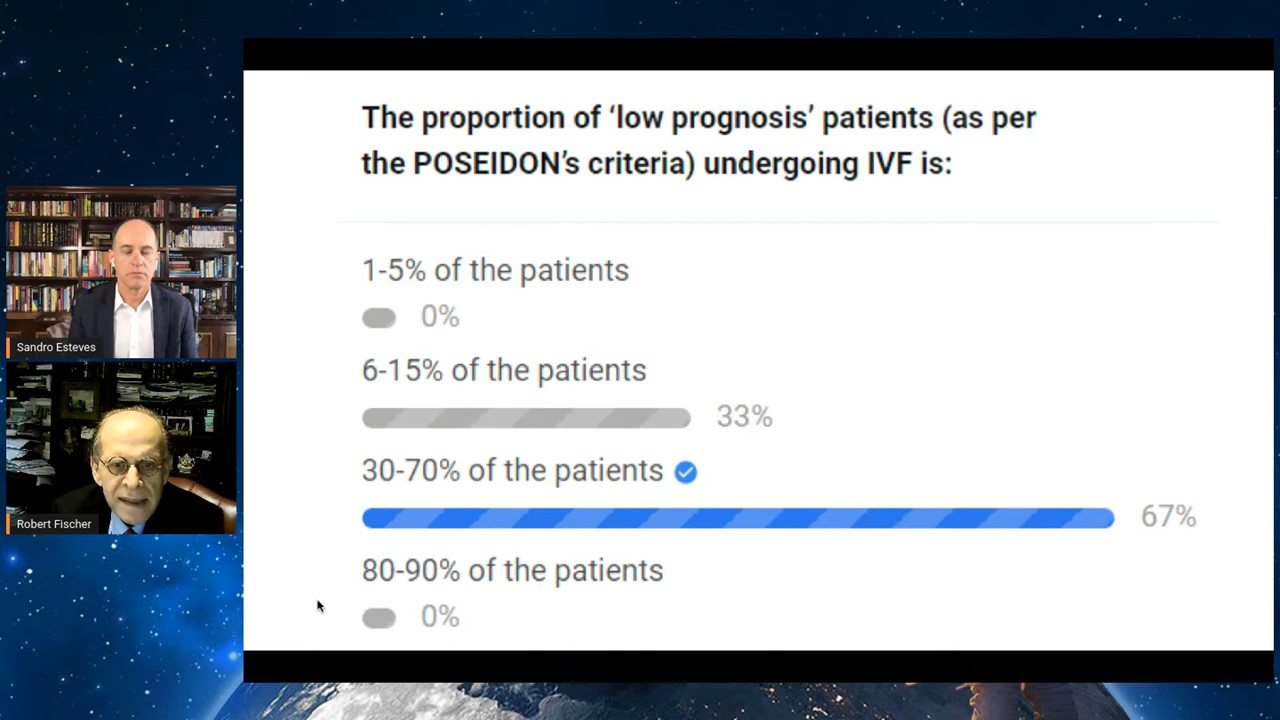 The proportion of ‘low prognosis’ patients (as per
the POSEIDON’s criteria) undergoing IVF is:
1-5% of the patients
0%
6-15% of the patients
33%
30-70% of the patients
67%
80-90% of the patients
0%
Sandro Esteves
Robert Fischer